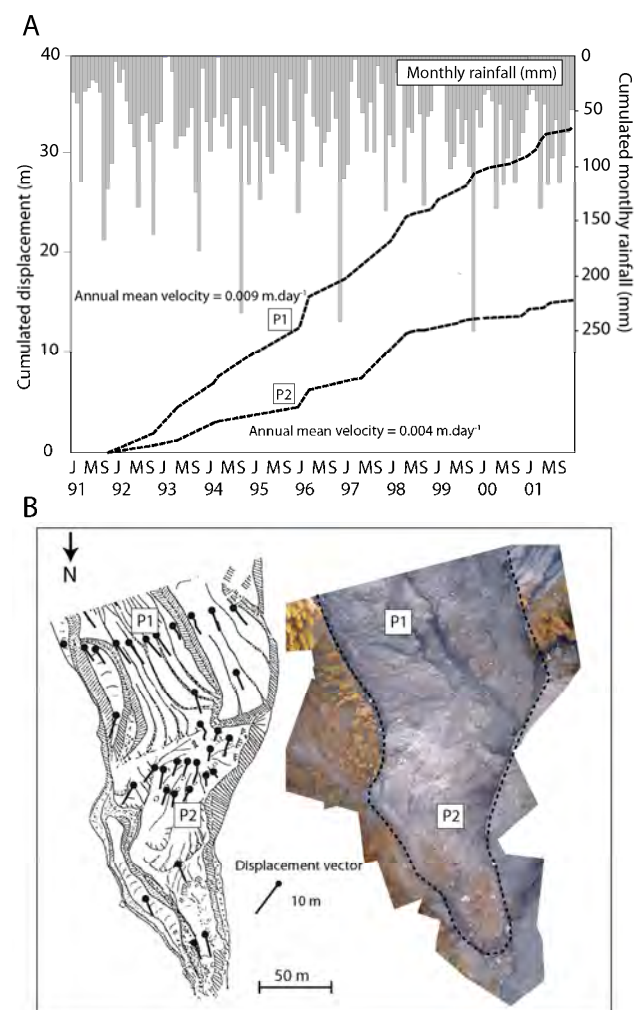 A
40
30
20
10
0
Cumulated displacement (m)
Monthly rainfall (mm)
0
50
100
150
200
250
Cumulated montlhy rainfall (mm)
Annual mean velocity = 0.009 m.day-1
P1
P2
Annual mean velocity = 0.004 m.day-1
J MS J MS J MS J MS J MS J MS J MS J MS J MS J MS J MS
91 92 93 94 95 96 97 98 99 00 01
B
N
P1
P1
P2
P2
Displacement vector
10 m
50 m